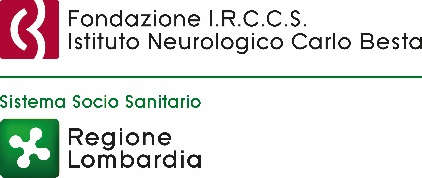 Fondazione I.R.C.C.S.
Istituto Neurologico Carlo Besta
Sistema Socio Sanitario
Regione
Lombardia